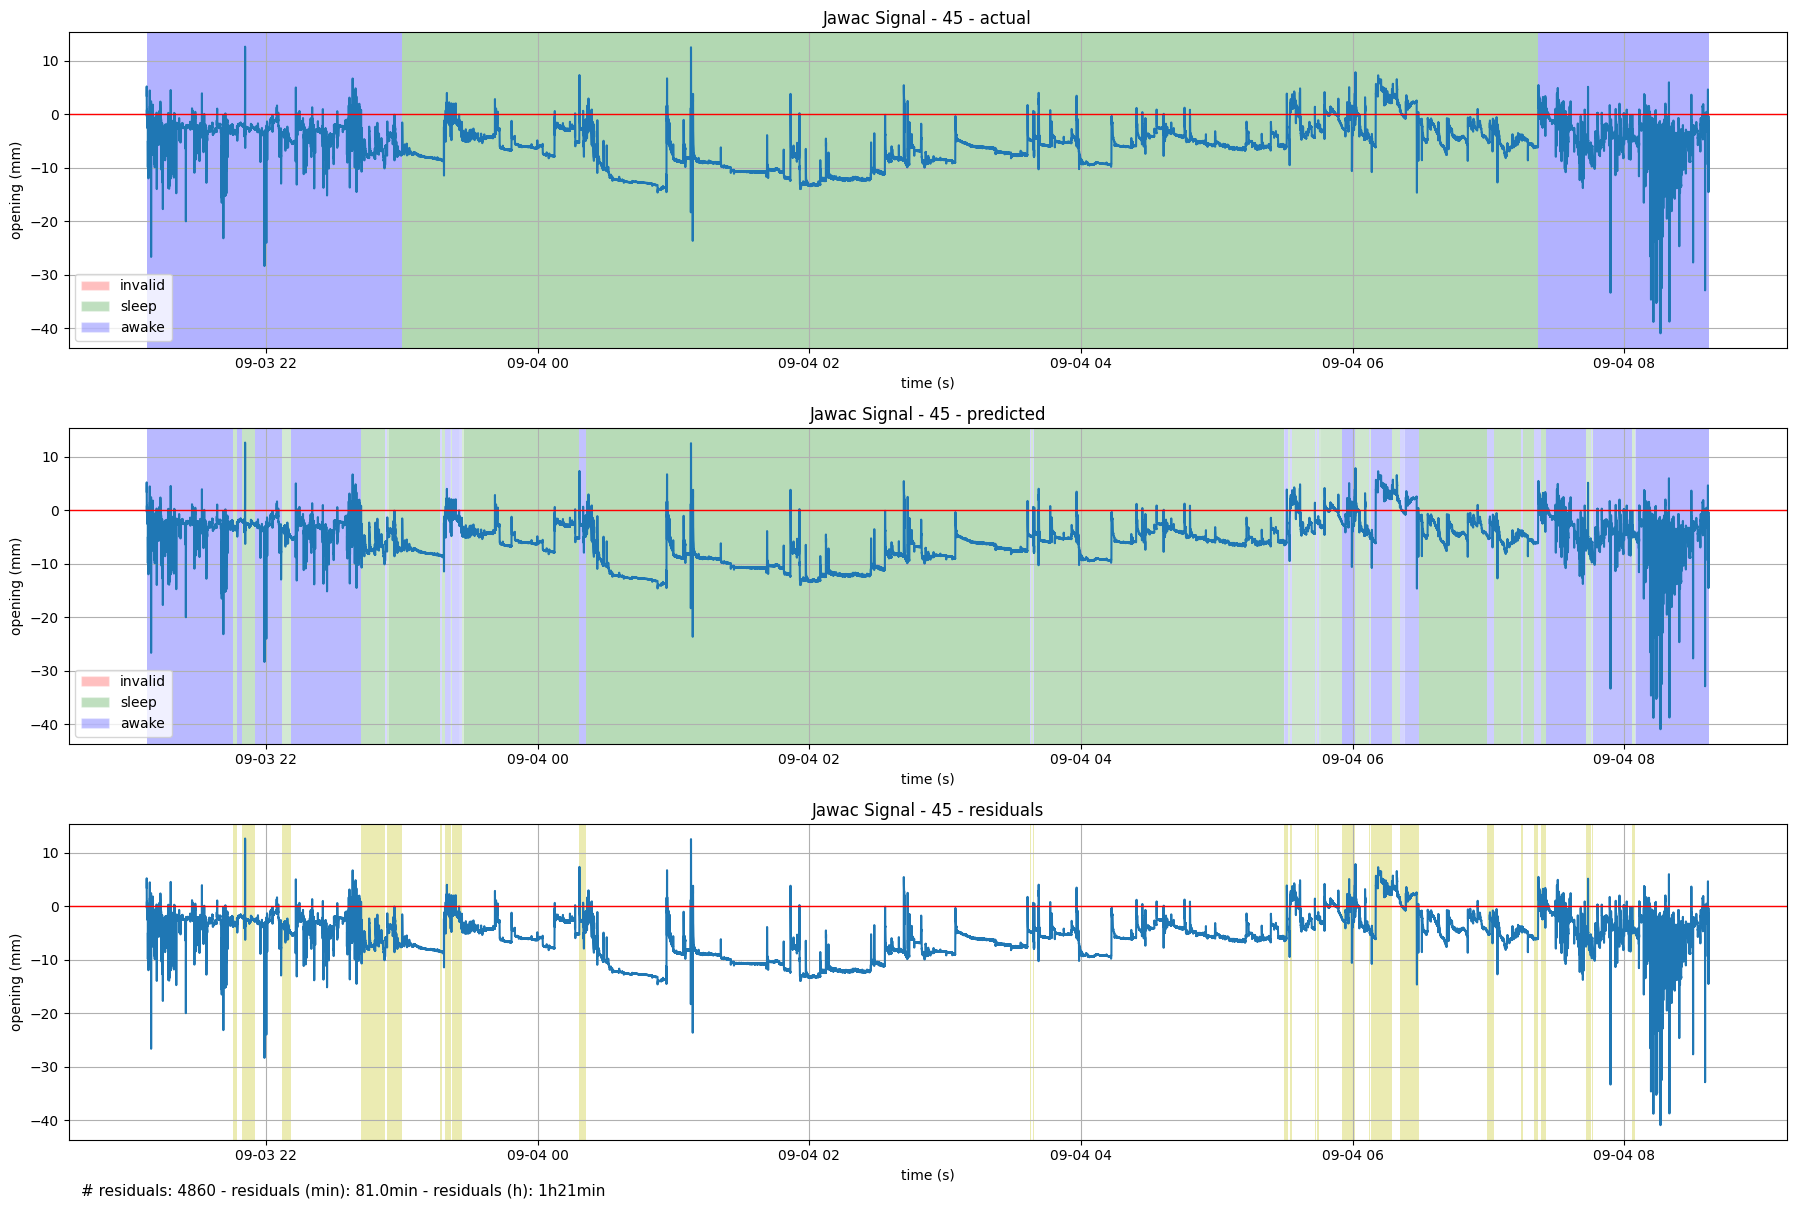 Jawac Signal - 45 - actual
opening (mm)
10
0
−10
−20
−30
−40
invalid
sleep
awake
09-03 22
09-04 00
09-04 02
09-04 04
09-04 06
09-04 08
time (s)
Jawac Signal - 45 - predicted
opening (mm)
10
0
−10
−20
−30
−40
invalid
sleep
awake
09-03 22
09-04 00
09-04 02
09-04 04
09-04 06
09-04 08
time (s)
Jawac Signal - 45 - residuals
opening (mm)
10
0
−10
−20
−30
−40
09-03 22
09-04 00
09-04 02
09-04 04
09-04 06
09-04 08
time (s)
# residuals: 4860 - residuals (min): 81.0min - residuals (h): 1h21min